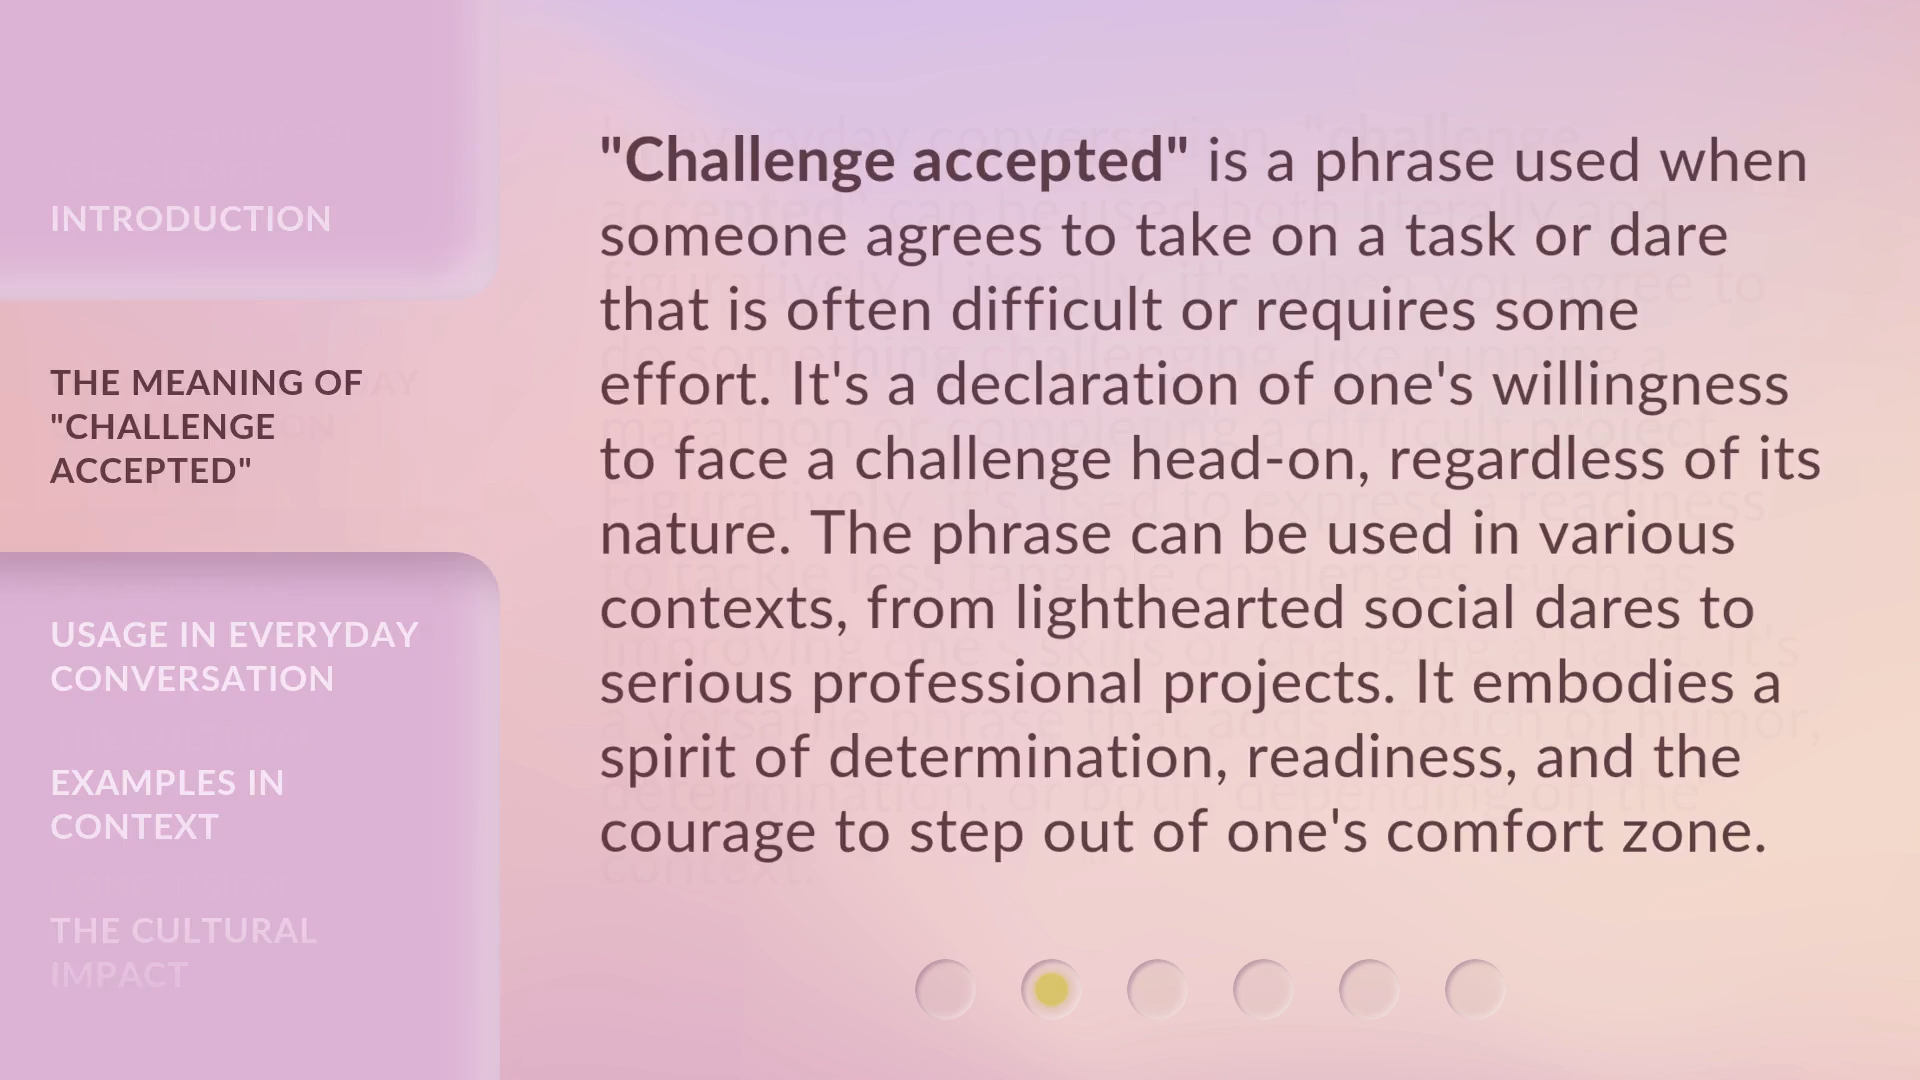 INTRODUCTION
THE MEANING OF
"CHALLENGE
ACCEPTED"
USAGE IN EVERYDAY
CONVERSATION
EXAMPLES IN
CONTEXT
THE CULTURAL
IMPACT
"Challenge accepted" is a phrase used when
someone agrees to take on a task or dare
that is often difficult or requires some
effort. It's a declaration of one's willingness
to face a challenge head-on, regardless of its
nature. The phrase can be used in various
contexts, from lighthearted social dares to
serious professional projects. It embodies a
spirit of determination, readiness, and the
courage to step out of one's comfort zone.